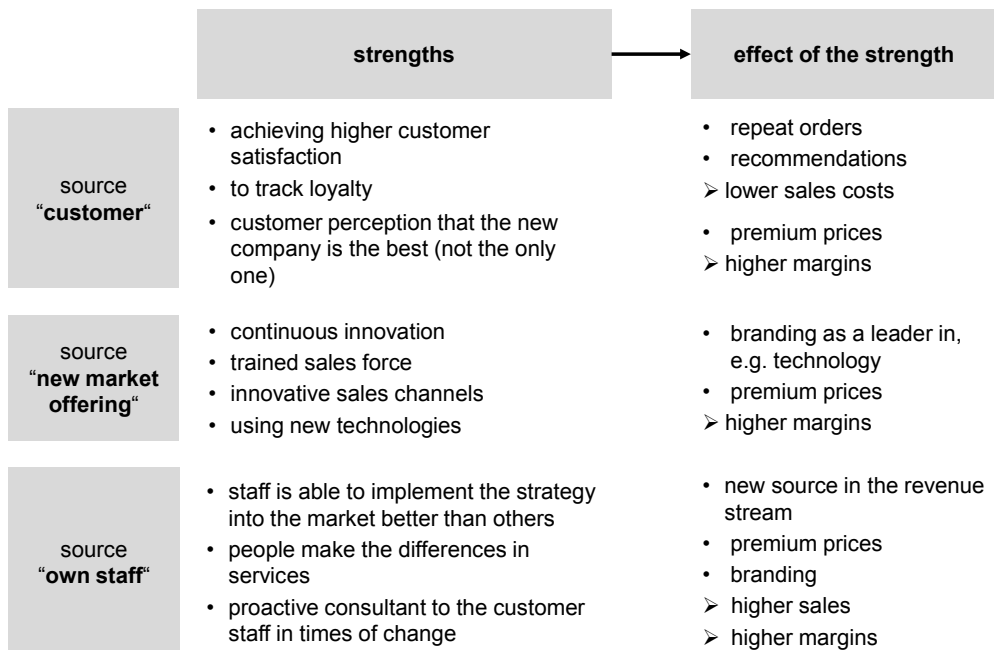 strengths
effect of the strength
source
“customer“
• achieving higher customer
satisfaction
• to track loyalty
• customer perception that the new
company is the best (not the only
one)
• repeat orders
• recommendations
➢ lower sales costs
• premium prices
➢ higher margins
source
“new market
offering“
• continuous innovation
• trained sales force
• innovative sales channels
• using new technologies
• branding as a leader in,
e.g. technology
• premium prices
➢ higher margins
source
“own staff“
• staff is able to implement the strategy
into the market better than others
• people make the differences in
services
• proactive consultant to the customer
staff in times of change
• new source in the revenue
stream
• premium prices
• branding
➢ higher sales
➢ higher margins